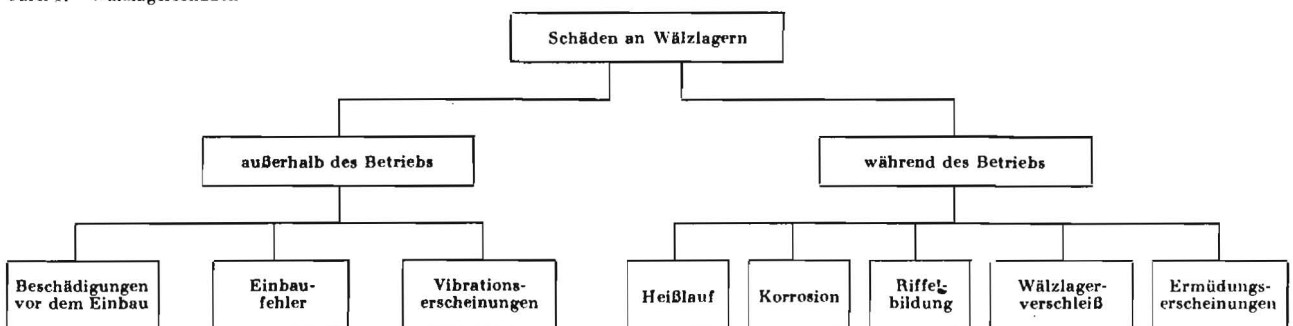 Schäden an Wälzlagern
außerhalb des Betriebs
während des Betriebs
Beschädigungen
vor dem Einbau
Einbau-
fehler
Vibrations-
erscheinungen
Heißlauf
Korrosion
Riffel-
bildung
Wälzlager-
verschleiß
Ermüdungs-
erscheinungen